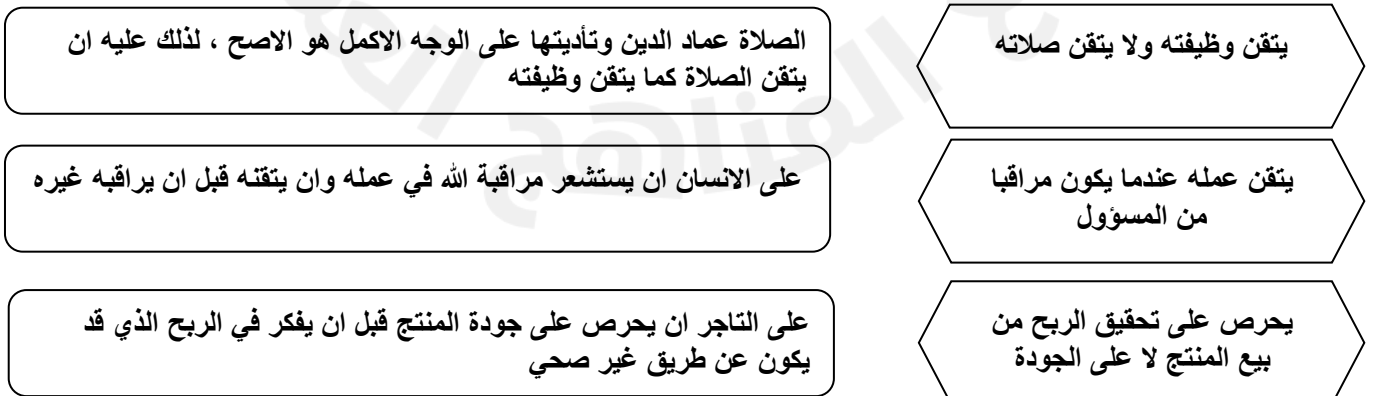 يتقن وظيفته ولا يتقن صلاته
الصلاة عماد الدين وتأديتها على الوجه الاكمل هو الاصح ، لذلك عليه ان
يتقن الصلاة كما يتقن وظيفته
يتقن عمله عندما يكون مراقبا
من المسؤول
على الانسان ان يستشعر مراقبة الله في عمله وان يتقنه قبل ان يراقبه غيره
يحرص على تحقيق الربح من
بيع المنتج لا على الجودة
على التاجر ان يحرص على جودة المنتج قبل ان يفكر في الربح الذي قد
يكون عن طريق غير صحي
المناهج